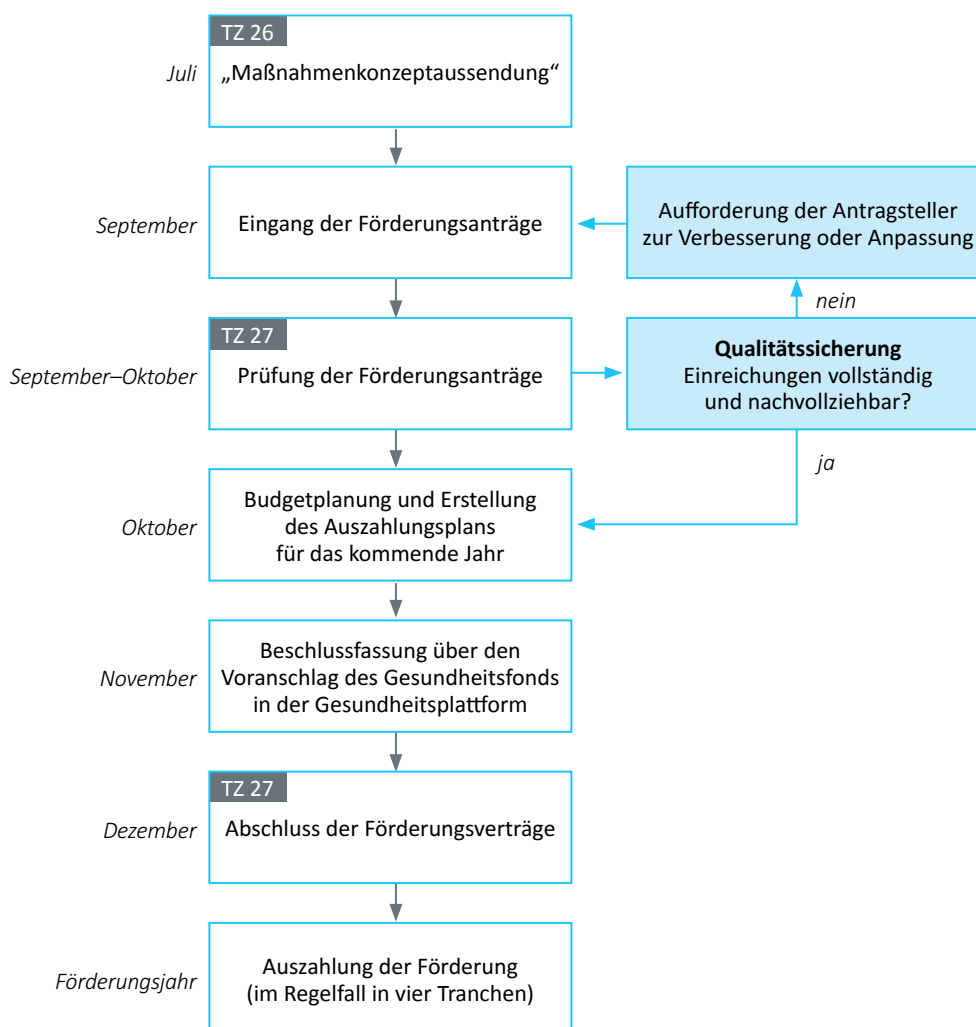 TZ 26
Juli
„Maßnahmenkonzeptaussendung“
September
Eingang der Förderungsanträge
Aufforderung der Antragsteller
zur Verbesserung oder Anpassung
nein
TZ 27
September–Oktober
Prüfung der Förderungsanträge
Qualitätssicherung
Einreichungen vollständig
und nachvollziehbar?
ja
Oktober
Budgetplanung und Erstellung
des Auszahlungsplans
für das kommende Jahr
November
Beschlussfassung über den
Voranschlag des Gesundheitsfonds
in der Gesundheitsplattform
TZ 27
Dezember
Abschluss der Förderungsverträge
Förderungsjahr
Auszahlung der Förderung
(im Regelfall in vier Tranchen)